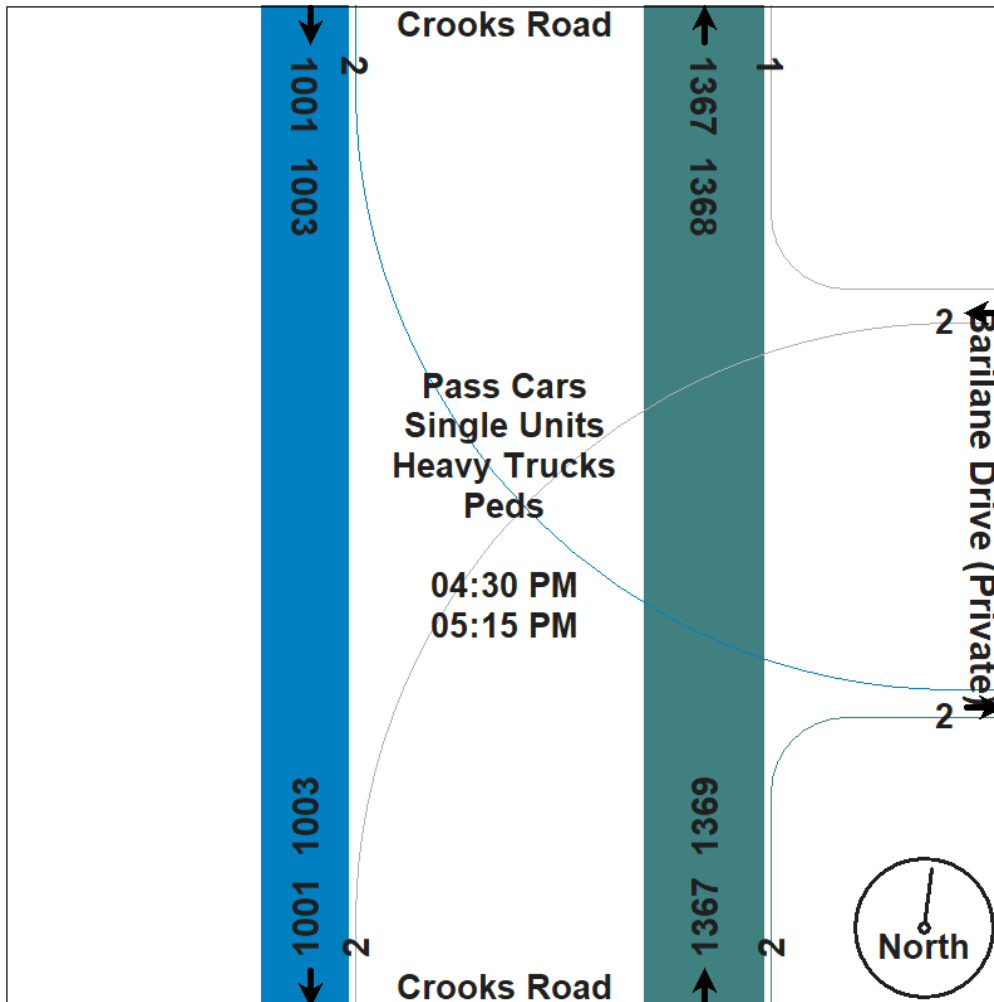 Crooks Road
1001 1003
2
1367 1368
1
2
Barilane Drive (Private)
Pass Cars
Single Units
Heavy Trucks
Peds
04:30 PM
05:15 PM
2
1001 1003
2
1367 1369
2
North
Crooks Road